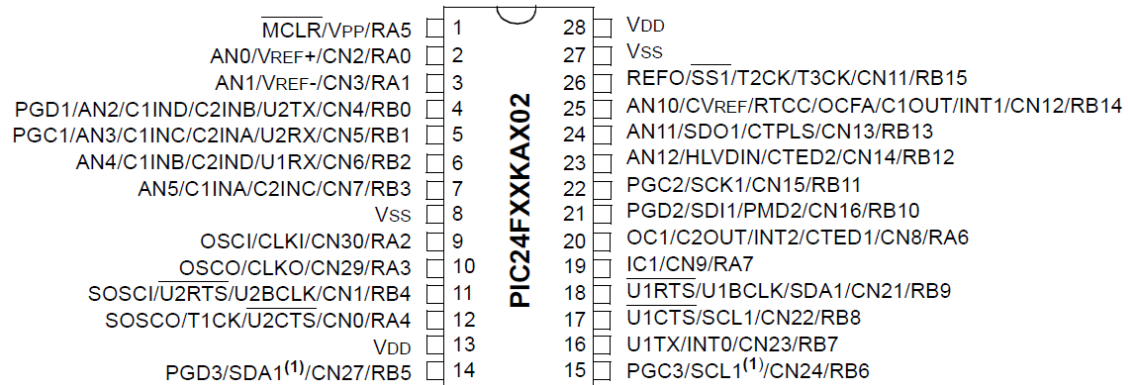 MCLR/VPP/RA5 1 28 VDD
AN0/VREF+/CN2/RA0 2 27 VSS
AN1/VREF-/CN3/RA1 3 26 REFO/SS1/T2CK/T3CK/CN11/RB15
PGD1/AN2/C1IND/C2INB/U2TX/CN4/RB0 4 25 AN10/CVREF/RTCC/OCFA/C1OUT/INT1/CN12/RB14
PGC1/AN3/C1INC/C2INA/U2RX/CN5/RB1 5 24 AN11/SDO1/CTPLS/CN13/RB13
AN4/C1INB/C2IND/U1RX/CN6/RB2 6 23 AN12/HLVDIN/CTED2/CN14/RB12
AN5/C1INA/C2INC/CN7/RB3 7 22 PGC2/SCK1/CN15/RB11
VSS 8 21 PGD2/SDI1/PMD2/CN16/RB10
OSCI/CLKI/CN30/RA2 9 20 OC1/C2OUT/INT2/CTED1/CN8/RA6
OSCO/CLKO/CN29/RA3 10 19 IC1/CN9/RA7
SOSCI/U2RTS/U2BCLK/CN1/RB4 11 18 U1RTS/U1BCLK/SDA1/CN21/RB9
SOSCO/T1CK/U2CTS/CN0/RA4 12 17 U1CTS/SCL1/CN22/RB8
VDD 13 16 U1TX/INT0/CN23/RB7
PGD3/SDA1(1)/CN27/RB5 14 15 PGC3/SCL1(1)/CN24/RB6
PIC24FXXKAX02